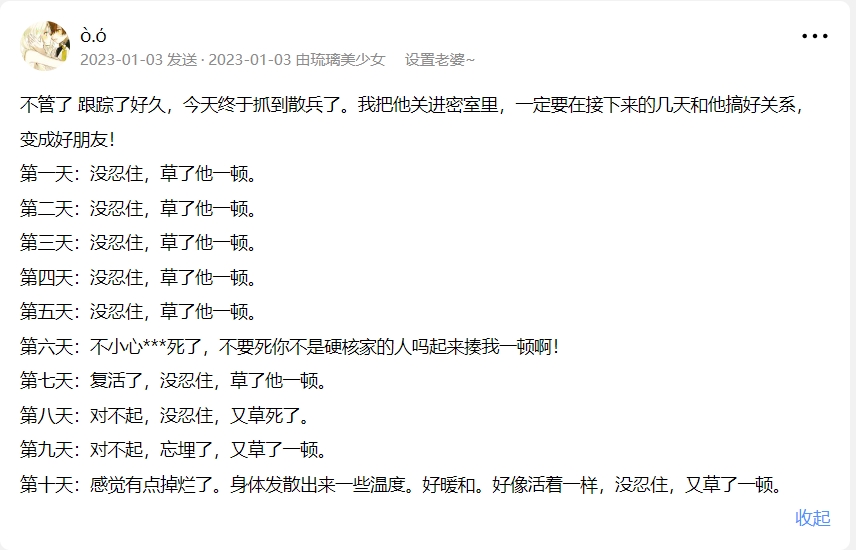 ò.ó
2023-01-03 发送 · 2023-01-03 由琉璃美少女 设置老婆~
不管了 跟踪了好久，今天终于抓到散兵了。我把他关进密室里，一定要在接下来的几天和他搞好关系，
变成好朋友！
第一天：没忍住，草了他一顿。
第二天：没忍住，草了他一顿。
第三天：没忍住，草了他一顿。
第四天：没忍住，草了他一顿。
第五天：没忍住，草了他一顿。
第六天：不小心***死了，不要死你不是硬核家的人吗起来揍我一顿啊！
第七天：复活了，没忍住，草了他一顿。
第八天：对不起，没忍住，又草死了。
第九天：对不起，忘埋了，又草了一顿。
第十天：感觉有点掉烂了。身体发散出来一些温度。好暖和。好像活着一样，没忍住，又草了一顿。
收起